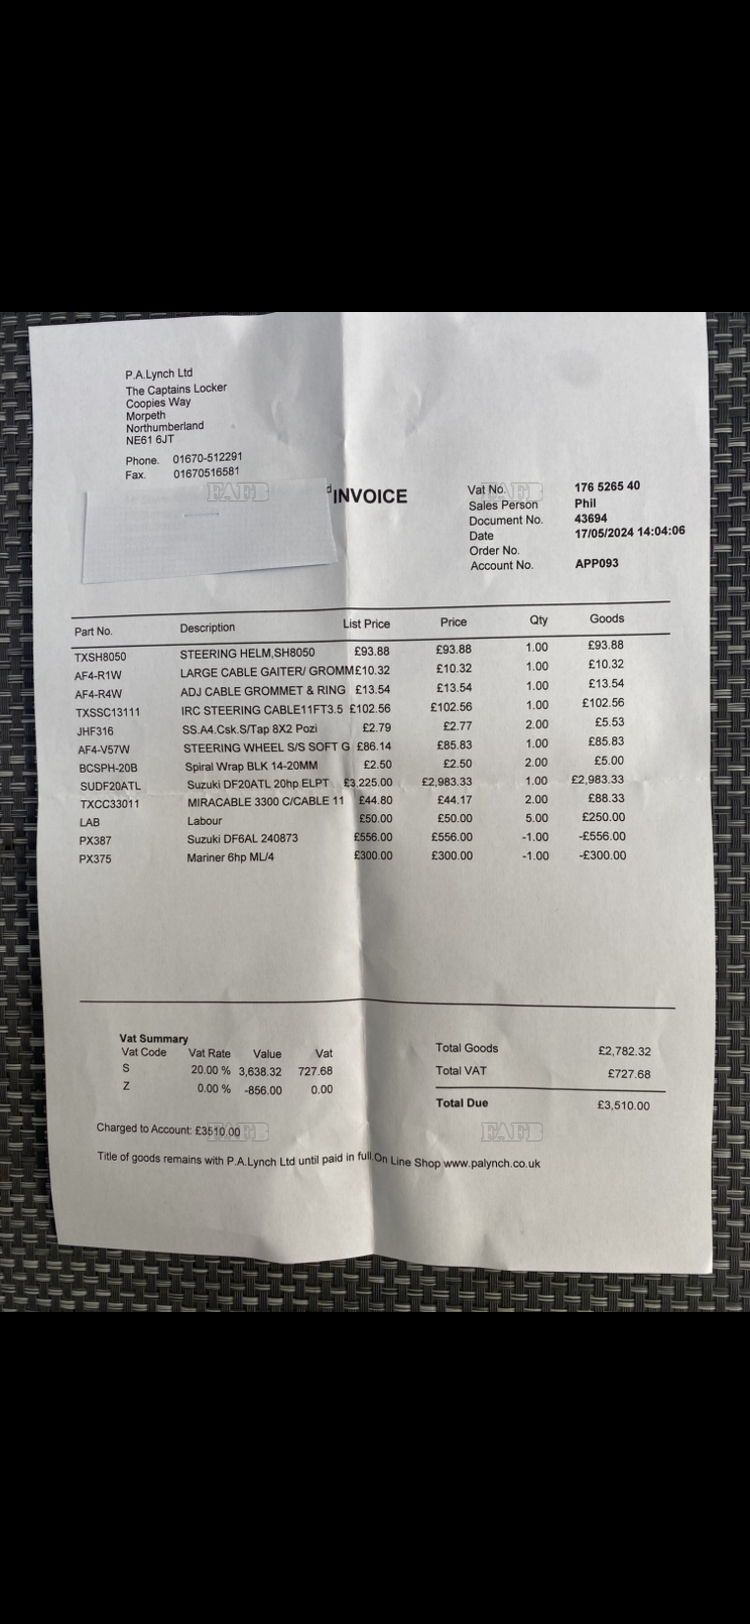 P.A.Lynch Ltd
The Captains Locker
Coopies Way
Morpeth
Northumberland
NE61 6JT
Phone. 01670-512291
Fax. 01670516581
FAFB
d INVOICE
FAFB
Vat No. 176 5265 40
Sales Person Phil
Document No. 43694
Date 17/05/2024 14:04:06
Order No.
Account No. APP093
Part No. Description List Price Price Qty Goods
TXSH8050 STEERING HELM,SH8050 £93.88 £93.88 1.00 £93.88
AF4-R1W LARGE CABLE GAITER/ GROMM£10.32 £10.32 1.00 £10.32
AF4-R4W ADJ CABLE GROMMET & RING £13.54 £13.54 1.00 £13.54
TXSSC13111 IRC STEERING CABLE11FT3.5 £102.56 £102.56 1.00 £102.56
JHF316 SS.A4.Csk.S/Tap 8X2 Pozi £2.79 £2.77 2.00 £5.53
AF4-V57W STEERING WHEEL S/S SOFT G £86.14 £85.83 1.00 £85.83
BCSPH-20B Spiral Wrap BLK 14-20MM £2.50 £2.50 2.00 £5.00
SUDF20ATL Suzuki DF20ATL 20hp ELPT £3,225.00 £2,983.33 1.00 £2,983.33
TXCC33011 MIRACABLE 3300 C/CABLE 11 £44.80 £44.17 2.00 £88.33
LAB Labour £50.00 £50.00 5.00 £250.00
PX387 Suzuki DF6AL 240873 £556.00 £556.00 -1.00 -£556.00
PX375 Mariner 6hp ML/4 £300.00 £300.00 -1.00 -£300.00
Vat Summary
Vat Code Vat Rate Value Vat
S 20.00 % 3,638.32 727.68
Z 0.00 % -856.00 0.00
Total Goods £2,782.32
Total VAT £727.68
Total Due £3,510.00
Charged to Account: £3510.00
FAFB
FAFB
Title of goods remains with P.A.Lynch Ltd until paid in full.On Line Shop www.palynch.co.uk